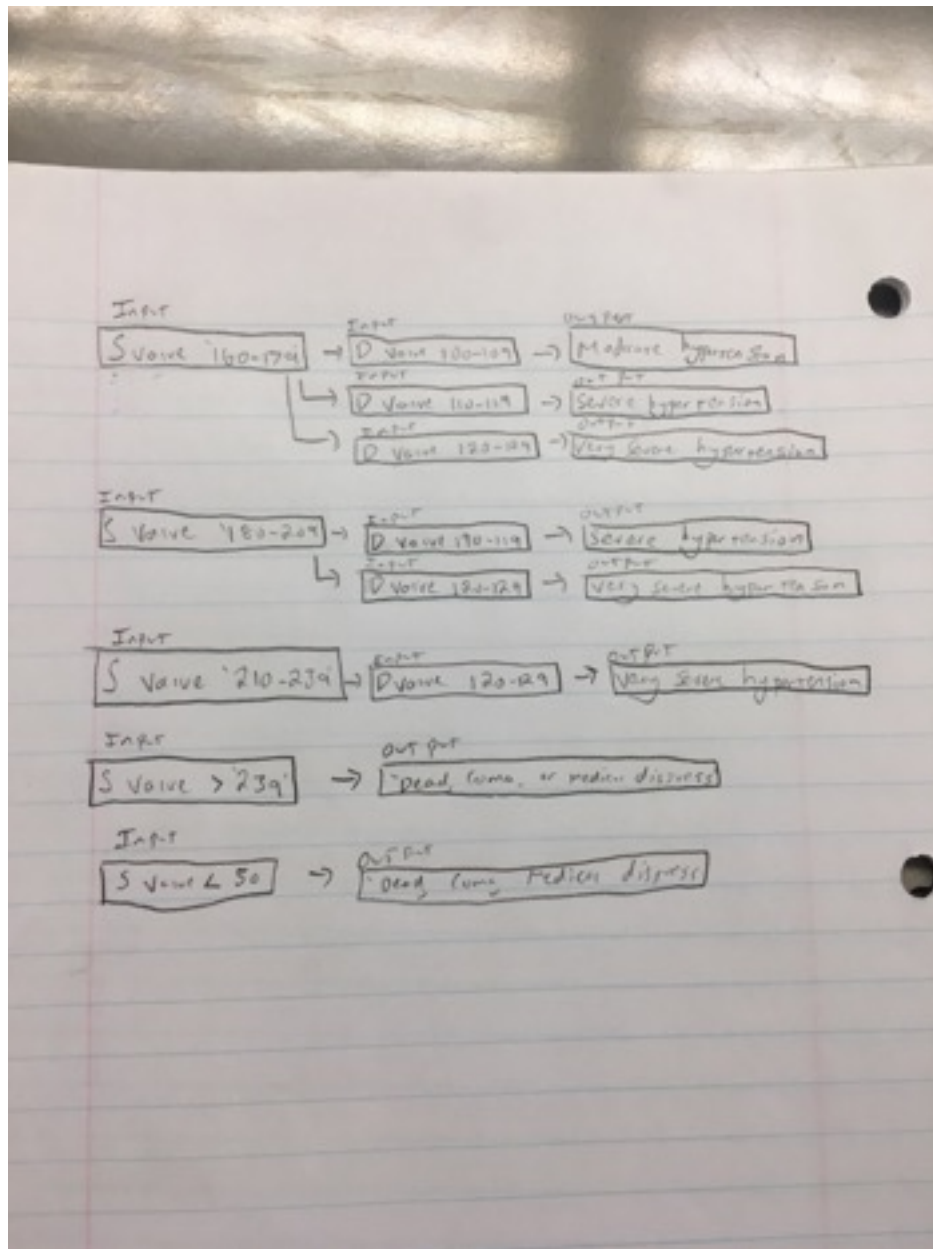 Input
S value '160-179' → Input D value 100-109 → Output Moderate hypertension
Input D value 110-119 → Output Severe hypertension
Input D value 120-129 → Output Very severe hypertension
Input
S value '180-209' → Input D value 110-119 → Output Severe hypertension
Input D value 120-129 → Output Very severe hypertension
Input
S value '210-239' → Input D value 120-129 → Output Very severe hypertension
Input Output
S value > '239' → "Dead, Coma, or medical distress
Input Output
S value < 50 → "Dead, Coma, medical distress